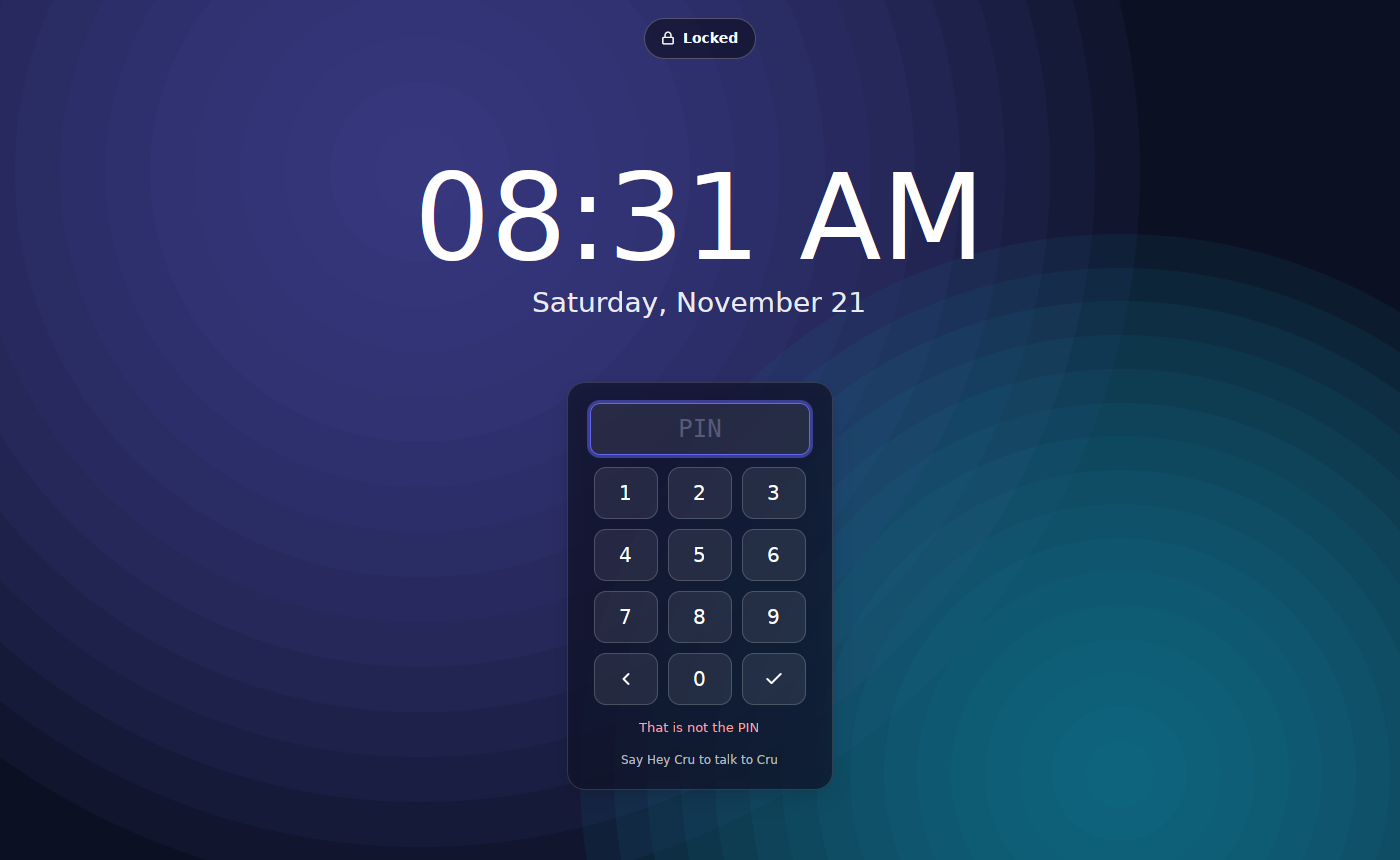 Locked
08:31 AM
Saturday, November 21
PIN
1 2 3
4 5 6
7 8 9
0
That is not the PIN
Say Hey Cru to talk to Cru